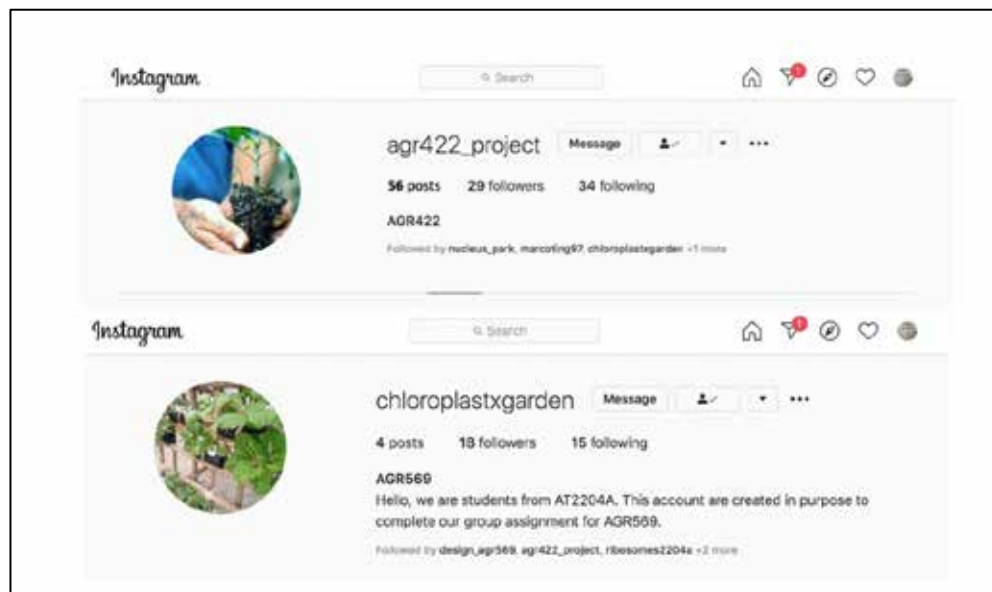 Instagram
Search
1
agr422_project Message
56 posts 29 followers 34 following
AGR422
Followed by nucleus_park, marcoting97, chloroplastxgarden +1 more
Instagram
Search
1
chloroplastxgarden Message
4 posts 18 followers 15 following
AGR569
Hello, we are students from AT2204A. This account are created in purpose to
complete our group assignment for AGR569.
Followed by design_agr569, agr422_project, ribosomes2204a +2 more